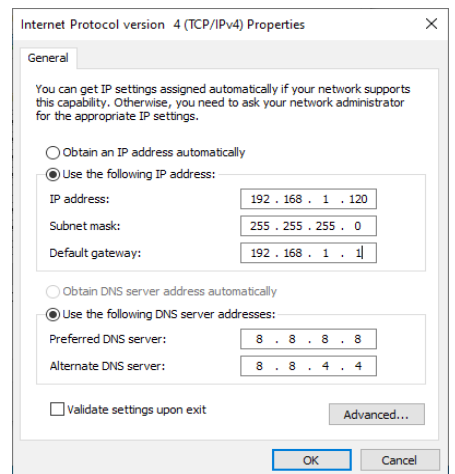 Internet Protocol version 4 (TCP/IPv4) Properties
General
You can get IP settings assigned automatically if your network supports
this capability. Otherwise, you need to ask your network administrator
for the appropriate IP settings.
Obtain an IP address automatically
Use the following IP address:
IP address: 192 . 168 . 1 . 120
Subnet mask: 255 . 255 . 255 . 0
Default gateway: 192 . 168 . 1 . 1
Obtain DNS server address automatically
Use the following DNS server addresses:
Preferred DNS server: 8 . 8 . 8 . 8
Alternate DNS server: 8 . 8 . 4 . 4
Validate settings upon exit
Advanced...
OK Cancel